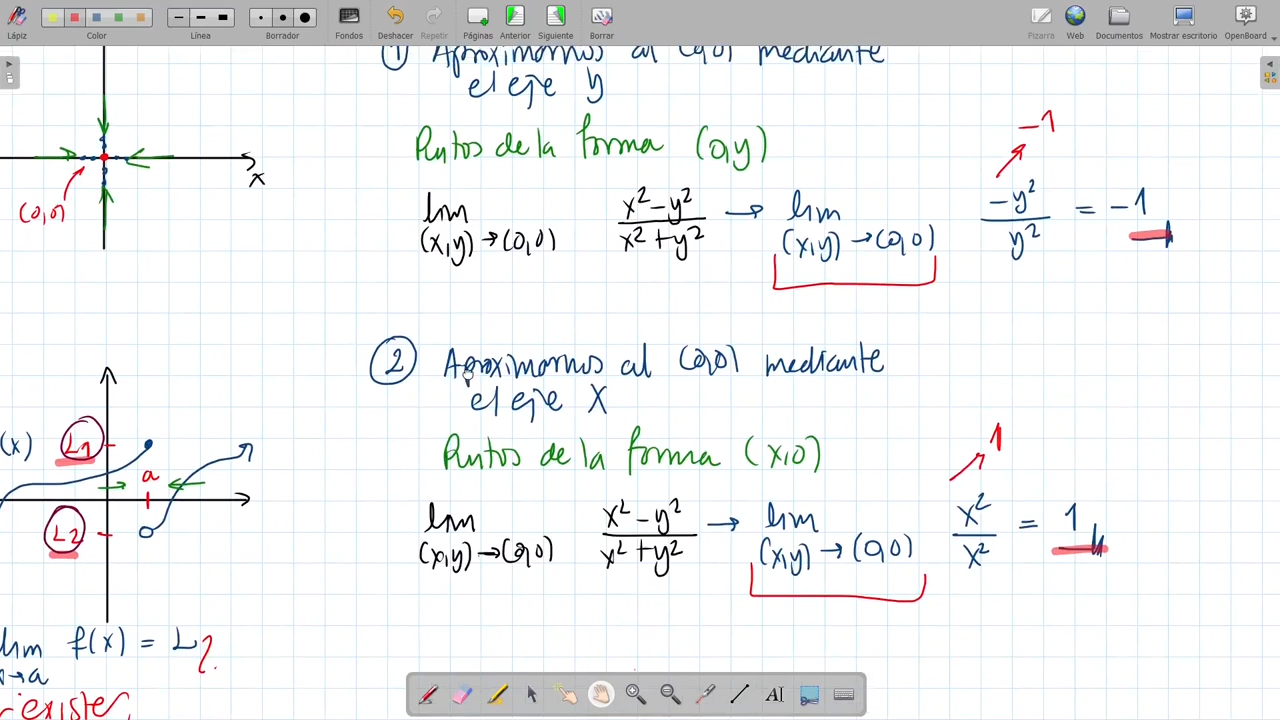 Lápiz Color Línea Borrador Fondos Deshacer Repetir Páginas Anterior Siguiente Borrar Pizarra Web Documentos Mostrar escritorio OpenBoard
① Aproximarnos al (0,0) mediante
el eje y
Puntos de la forma (0,y)
-1
x
(0,0)
lim x²-y² → lim -y² = -1
(x,y)→(0,0) x²+y² (x,y)→(0,0) y²
② Aproximarnos al (0,0) mediante
el eje X
(x) L1
Puntos de la forma (x,0)
1
a
L2
lim x²-y² → lim x² = 1
(x,y)→(0,0) x²+y² (x,y)→(0,0) x²
lim f(x) = L?
x→a
existe